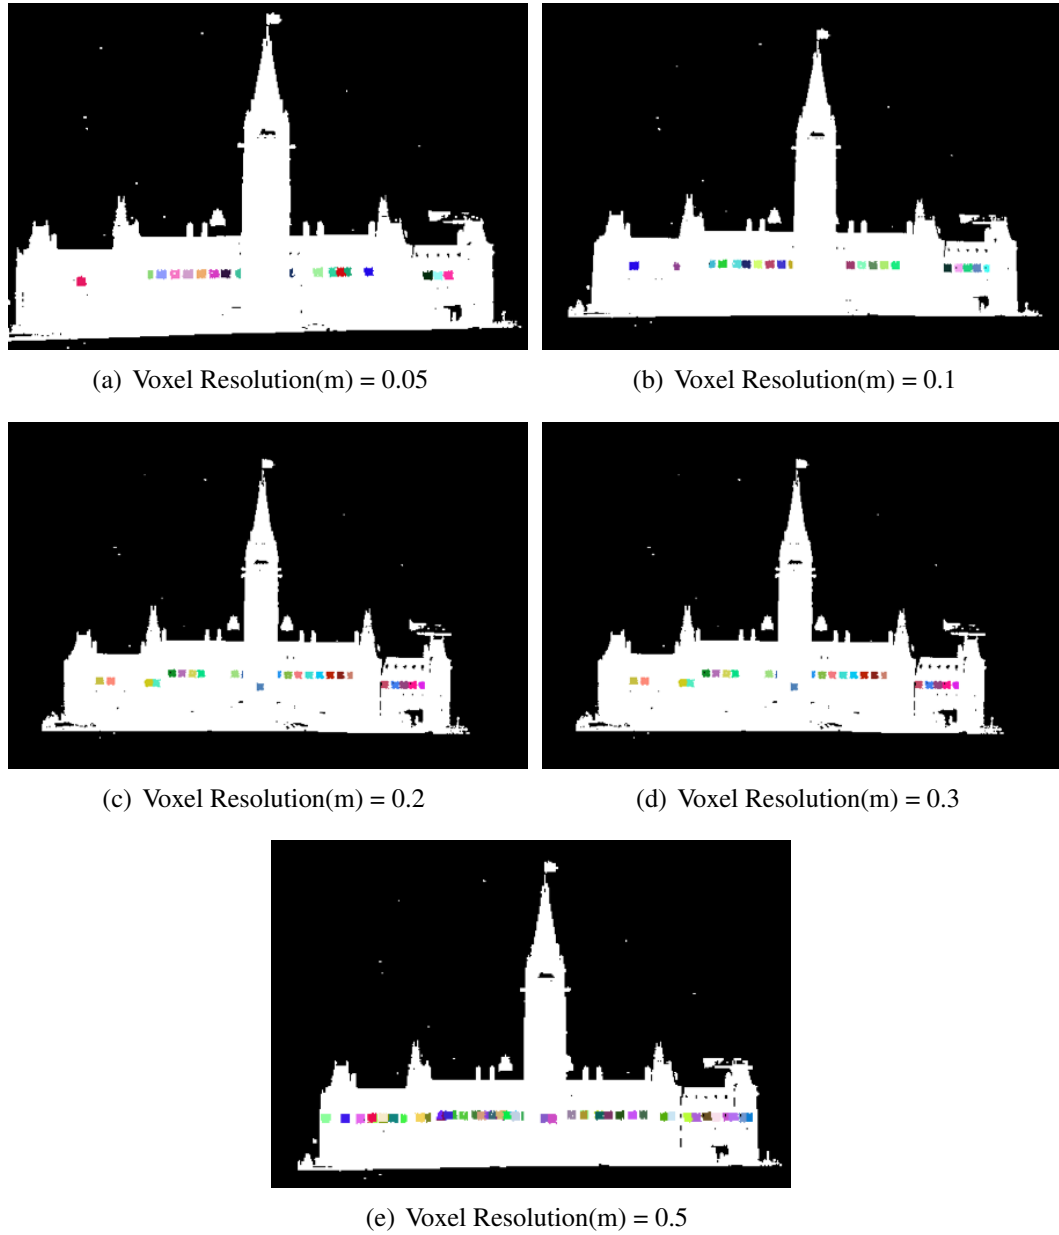 (a) Voxel Resolution(m) = 0.05
(b) Voxel Resolution(m) = 0.1
(c) Voxel Resolution(m) = 0.2
(d) Voxel Resolution(m) = 0.3
(e) Voxel Resolution(m) = 0.5